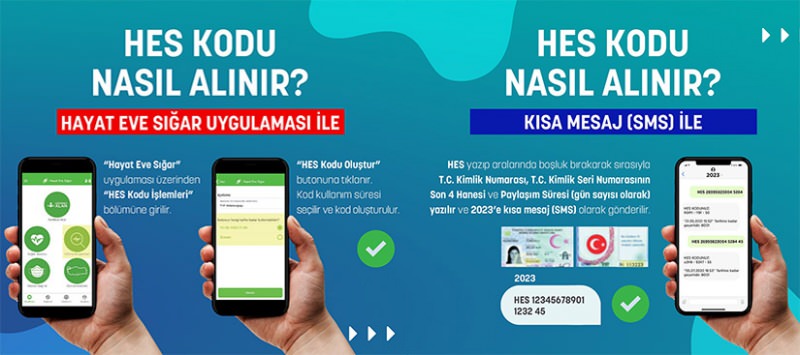 HES KODU
NASIL ALINIR?
HAYAT EVE SIĞAR UYGULAMASI İLE
“Hayat Eve Sığar”
uygulaması üzerinden
“HES Kodu İşlemleri”
bölümüne girilir.
“HES Kodu Oluştur”
butonuna tıklanır.
Kod kullanım süresi
seçilir ve kod oluşturulur.
HES KODU
NASIL ALINIR?
KISA MESAJ (SMS) İLE
HES yazıp aralarında boşluk bırakarak sırasıyla
T.C. Kimlik Numarası, T.C. Kimlik Seri Numarasının
Son 4 Hanesi ve Paylaşım Süresi (gün sayısı olarak)
yazılır ve 2023’e kısa mesaj (SMS) olarak gönderilir.
2023
HES 12345678901
1232 45
2023